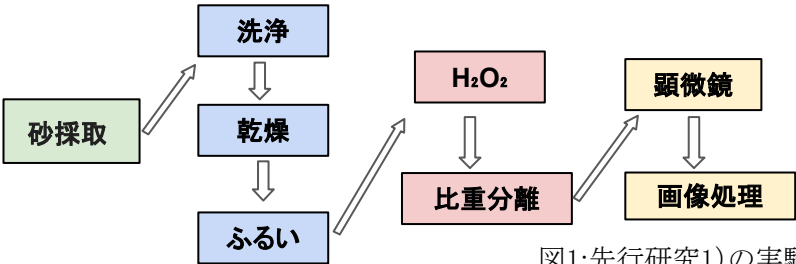 砂採取
洗浄
乾燥
ふるい
H₂O₂
比重分離
顕微鏡
画像処理
図1:先行研究1)の実験